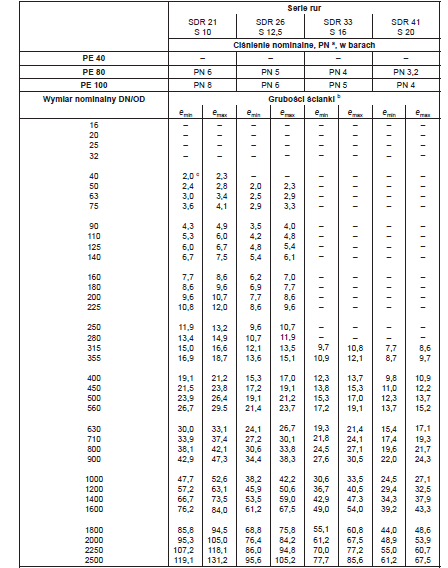 Serie rur
SDR 21 SDR 26 SDR 33 SDR 41
S 10 S 12,5 S 16 S 20
Ciśnienie nominalne, PN ª, w barach
PE 40 – – – –
PE 80 PN 6 PN 5 PN 4 PN 3,2
PE 100 PN 8 PN 6 PN 5 PN 4
Wymiar nominalny DN/OD Grubości ścianki ᵇ
emin emax emin emax emin emax emin emax
16 – – – – – – – –
20 – – – – – – – –
25 – – – – – – – –
32 – – – – – – – –
40 2,0 ᶜ 2,3 – – – – – –
50 2,4 2,8 2,0 2,3 – – – –
63 3,0 3,4 2,5 2,9 – – – –
75 3,6 4,1 2,9 3,3 – – – –
90 4,3 4,9 3,5 4,0 – – – –
110 5,3 6,0 4,2 4,8 – – – –
125 6,0 6,7 4,8 5,4 – – – –
140 6,7 7,5 5,4 6,1 – – – –
160 7,7 8,6 6,2 7,0 – – – –
180 8,6 9,6 6,9 7,7 – – – –
200 9,6 10,7 7,7 8,6 – – – –
225 10,8 12,0 8,6 9,6 – – – –
250 11,9 13,2 9,6 10,7 – – – –
280 13,4 14,9 10,7 11,9 – – – –
315 15,0 16,6 12,1 13,5 9,7 10,8 7,7 8,6
355 16,9 18,7 13,6 15,1 10,9 12,1 8,7 9,7
400 19,1 21,2 15,3 17,0 12,3 13,7 9,8 10,9
450 21,5 23,8 17,2 19,1 13,8 15,3 11,0 12,2
500 23,9 26,4 19,1 21,2 15,3 17,0 12,3 13,7
560 26,7 29.5 21,4 23,7 17,2 19,1 13,7 15,2
630 30,0 33,1 24,1 26,7 19,3 21,4 15,4 17,1
710 33,9 37,4 27,2 30,1 21,8 24,1 17,4 19,3
800 38,1 42,1 30,6 33,8 24,5 27,1 19,6 21,7
900 42,9 47,3 34,4 38,3 27,6 30,5 22,0 24,3
1000 47,7 52,6 38,2 42,2 30,6 33,5 24,5 27,1
1200 57,2 63,1 45,9 50,6 36,7 40,5 29,4 32,5
1400 66,7 73,5 53,5 59,0 42,9 47.3 34,3 37,9
1600 76,2 84,0 61,2 67,5 49,0 54,0 39,2 43,3
1800 85,8 94,5 68,8 75,8 55,1 60,8 44,0 48,6
2000 95,3 105,0 76,4 84,2 61,2 67,5 48,9 53,9
2250 107,2 118,1 86,0 94,8 70,0 77,2 55,0 60,7
2500 119,1 131,2 95,6 105,2 77,7 85,6 61,2 67,5